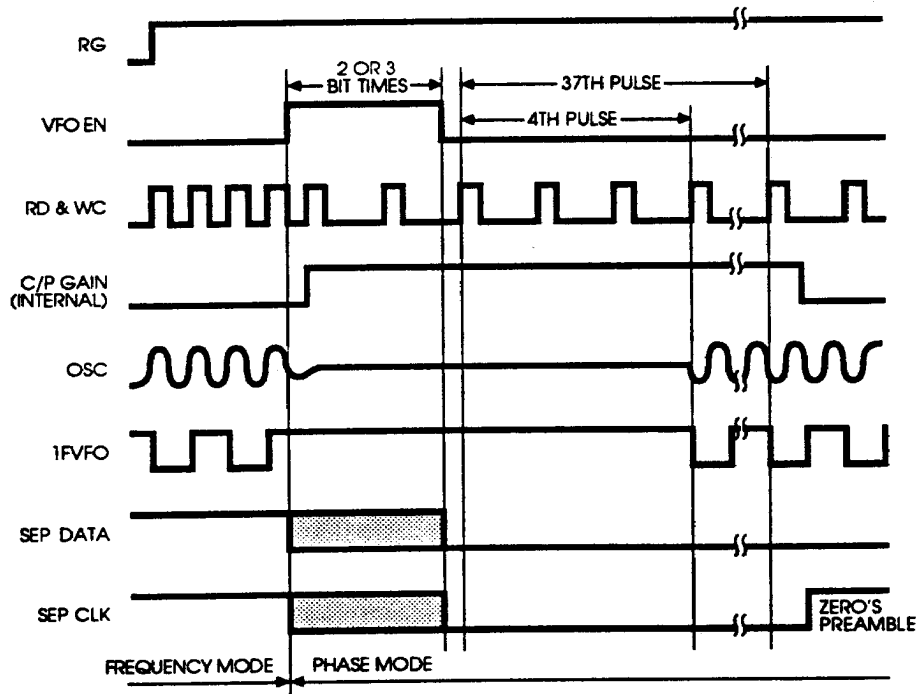 RG
2 OR 3
BIT TIMES
37TH PULSE
VFO EN
4TH PULSE
RD & WC
C/P GAIN
(INTERNAL)
OSC
1FVFO
SEP DATA
SEP CLK
ZERO'S
PREAMBLE
FREQUENCY MODE
PHASE MODE